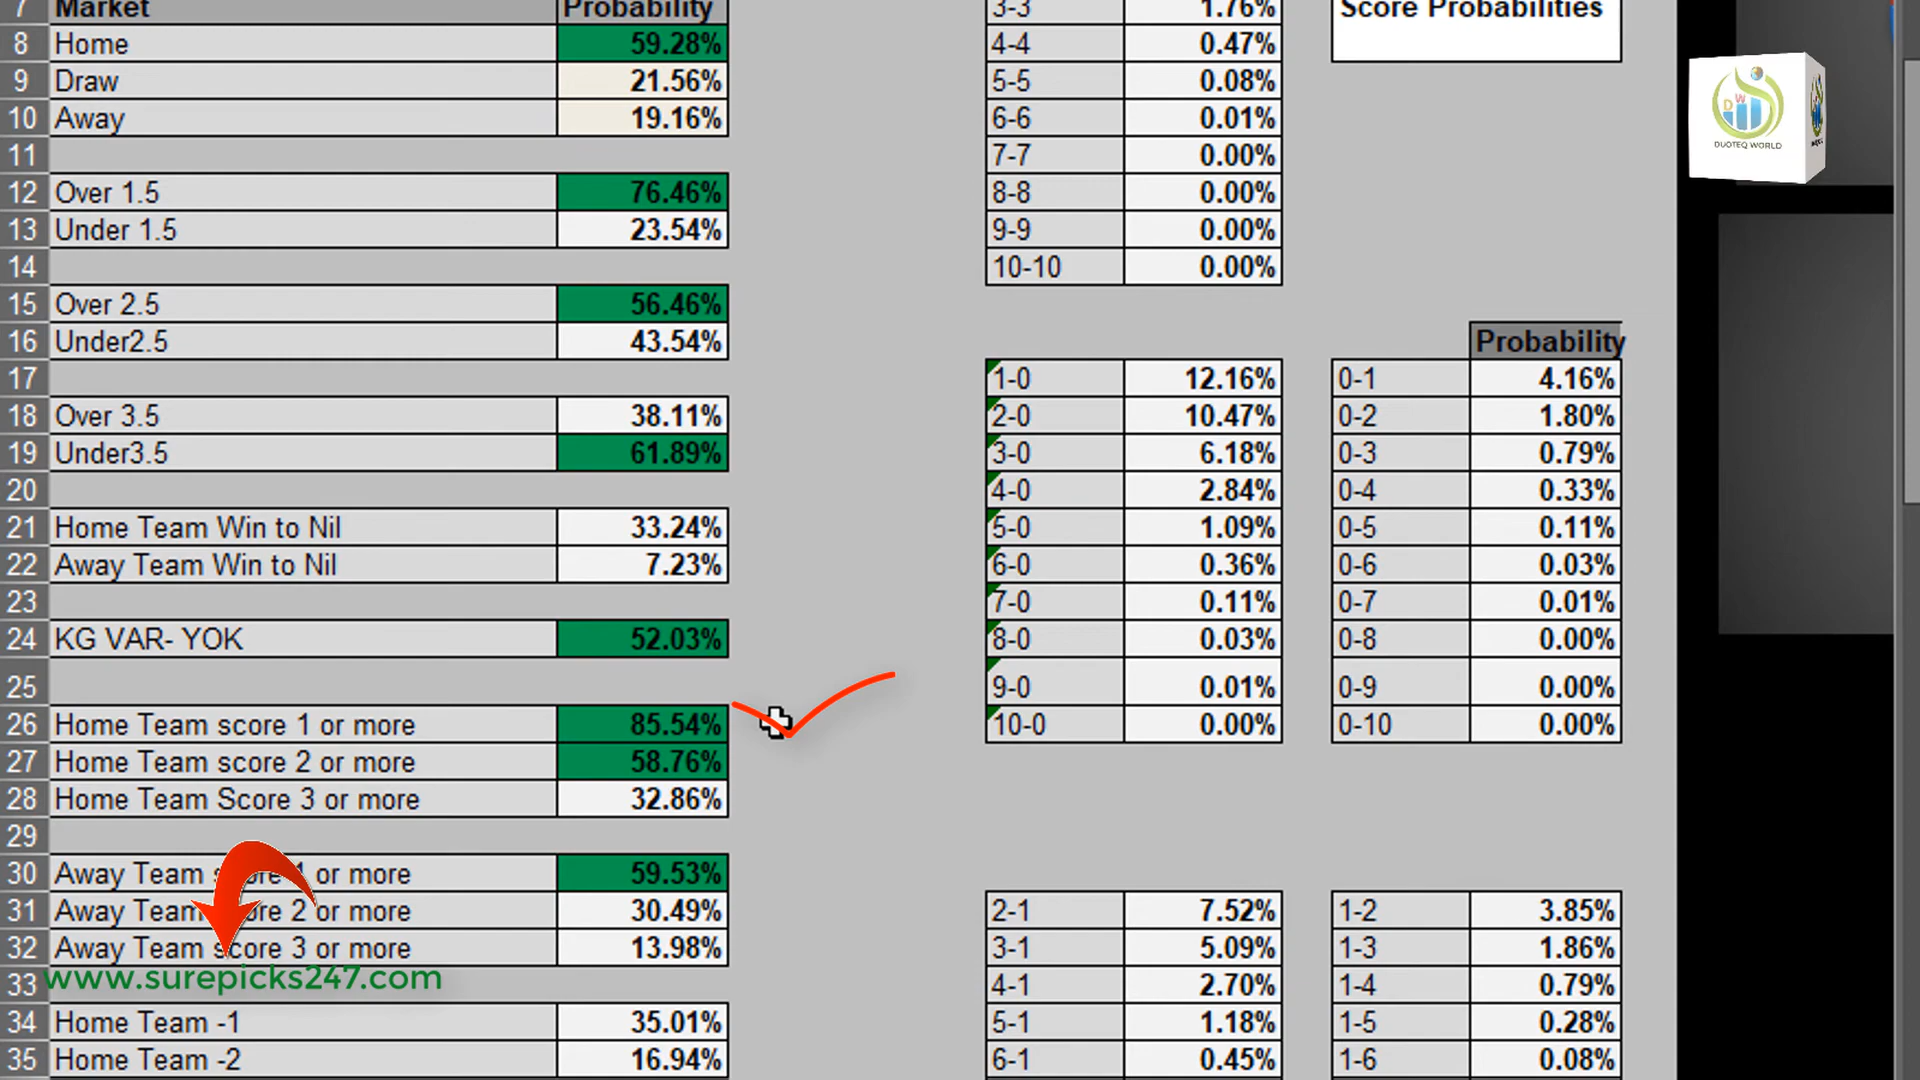 7 Market Probability 3-3 1.76% Score Probabilities
8 Home 59.28% 4-4 0.47%
9 Draw 21.56% 5-5 0.08%
10 Away 19.16% 6-6 0.01%
11 7-7 0.00%
12 Over 1.5 76.46% 8-8 0.00%
13 Under 1.5 23.54% 9-9 0.00%
14 10-10 0.00%
15 Over 2.5 56.46%
16 Under2.5 43.54% Probability
17 1-0 12.16% 0-1 4.16%
18 Over 3.5 38.11% 2-0 10.47% 0-2 1.80%
19 Under3.5 61.89% 3-0 6.18% 0-3 0.79%
20 4-0 2.84% 0-4 0.33%
21 Home Team Win to Nil 33.24% 5-0 1.09% 0-5 0.11%
22 Away Team Win to Nil 7.23% 6-0 0.36% 0-6 0.03%
23 7-0 0.11% 0-7 0.01%
24 KG VAR- YOK 52.03% 8-0 0.03% 0-8 0.00%
25 9-0 0.01% 0-9 0.00%
26 Home Team score 1 or more 85.54% 10-0 0.00% 0-10 0.00%
27 Home Team score 2 or more 58.76%
28 Home Team Score 3 or more 32.86%
29
30 Away Team score 1 or more 59.53%
31 Away Team score 2 or more 30.49% 2-1 7.52% 1-2 3.85%
32 Away Team score 3 or more 13.98% 3-1 5.09% 1-3 1.86%
33 4-1 2.70% 1-4 0.79%
www.surepicks247.com
34 Home Team -1 35.01% 5-1 1.18% 1-5 0.28%
35 Home Team -2 16.94% 6-1 0.45% 1-6 0.08%
DW
DUOTEQ WORLD